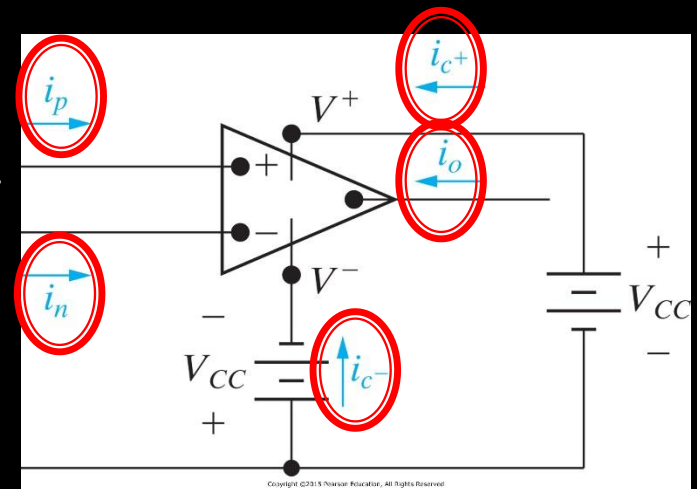 i_c+
i_p
V+
i_o
+
−
+
V−
i_n
−
V_CC
−
V_CC
i_c−
+
Copyright ©2015 Pearson Education, All Rights Reserved